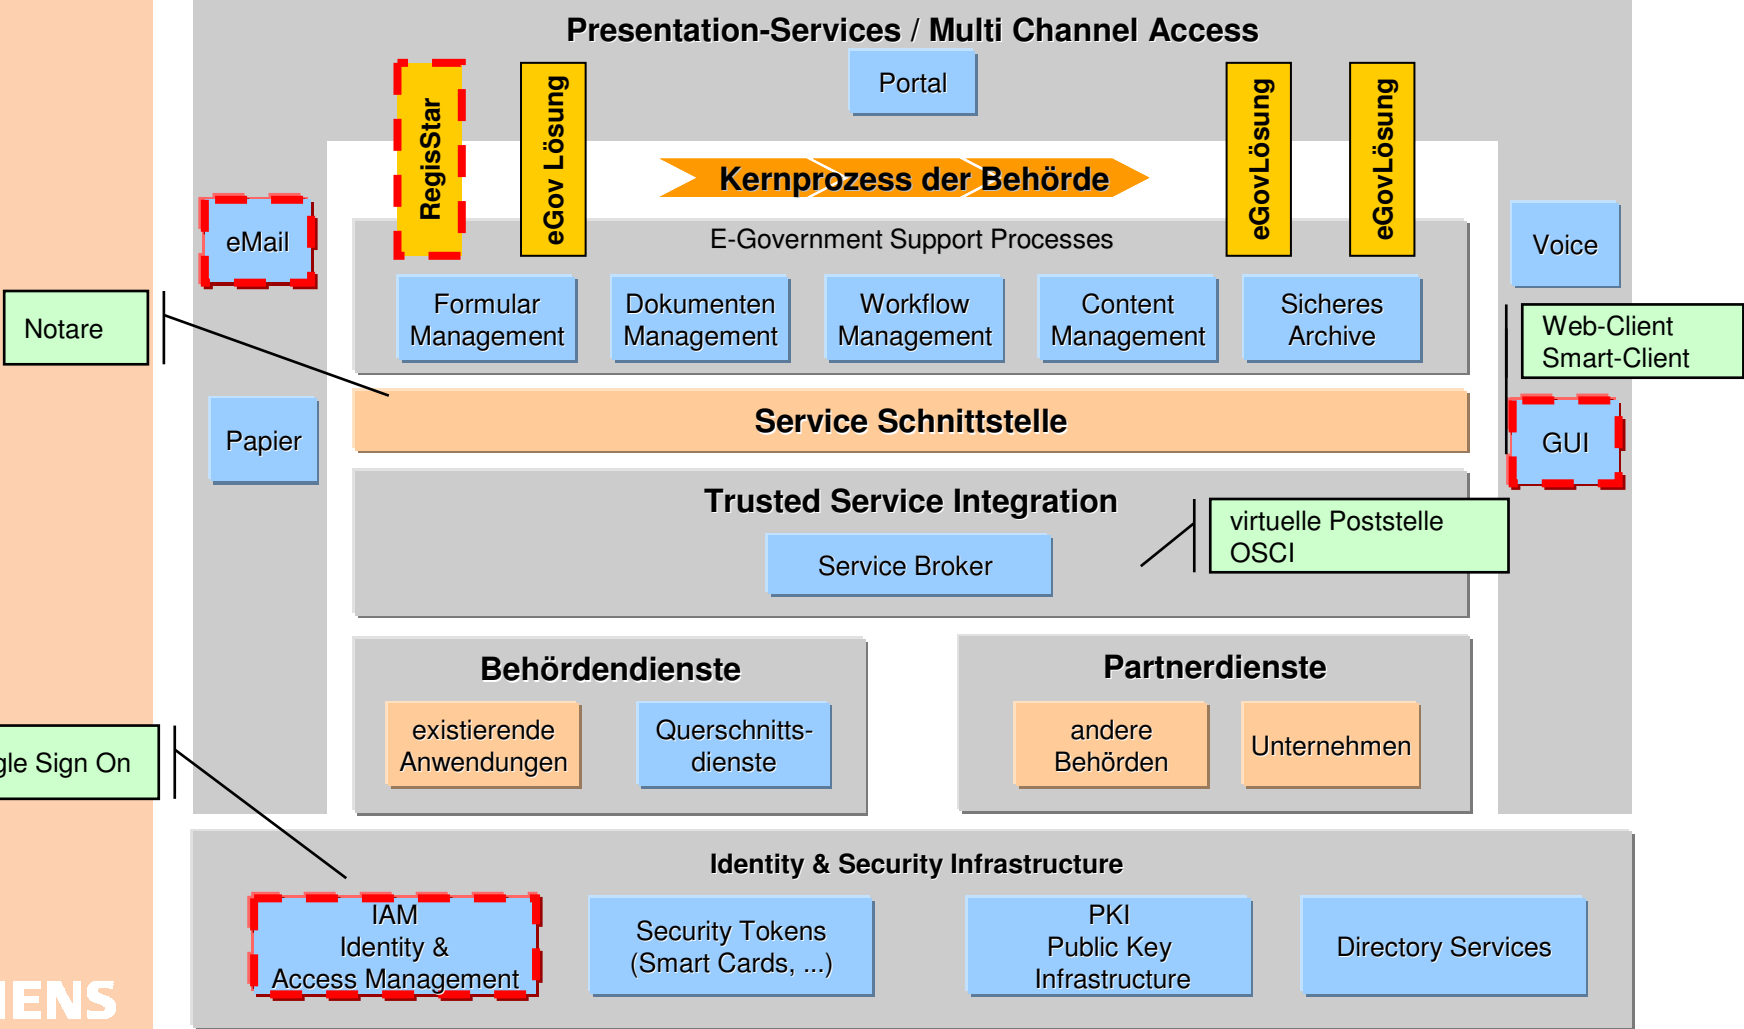 Presentation-Services / Multi Channel Access
Portal
RegisStar
eGov Lösung
eGovLösung
eGovLösung
Kernprozess der Behörde
eMail
E-Government Support Processes
Voice
Formular
Management
Dokumenten
Management
Workflow
Management
Content
Management
Sicheres
Archive
Notare
Web-Client
Smart-Client
Papier
Service Schnittstelle
GUI
Trusted Service Integration
virtuelle Poststelle
OSCI
Service Broker
Behördendienste
Partnerdienste
existierende
Anwendungen
Querschnitts-
dienste
andere
Behörden
Unternehmen
gle Sign On
Identity & Security Infrastructure
IAM
Identity &
Access Management
Security Tokens
(Smart Cards, ...)
PKI
Public Key
Infrastructure
Directory Services
IENS